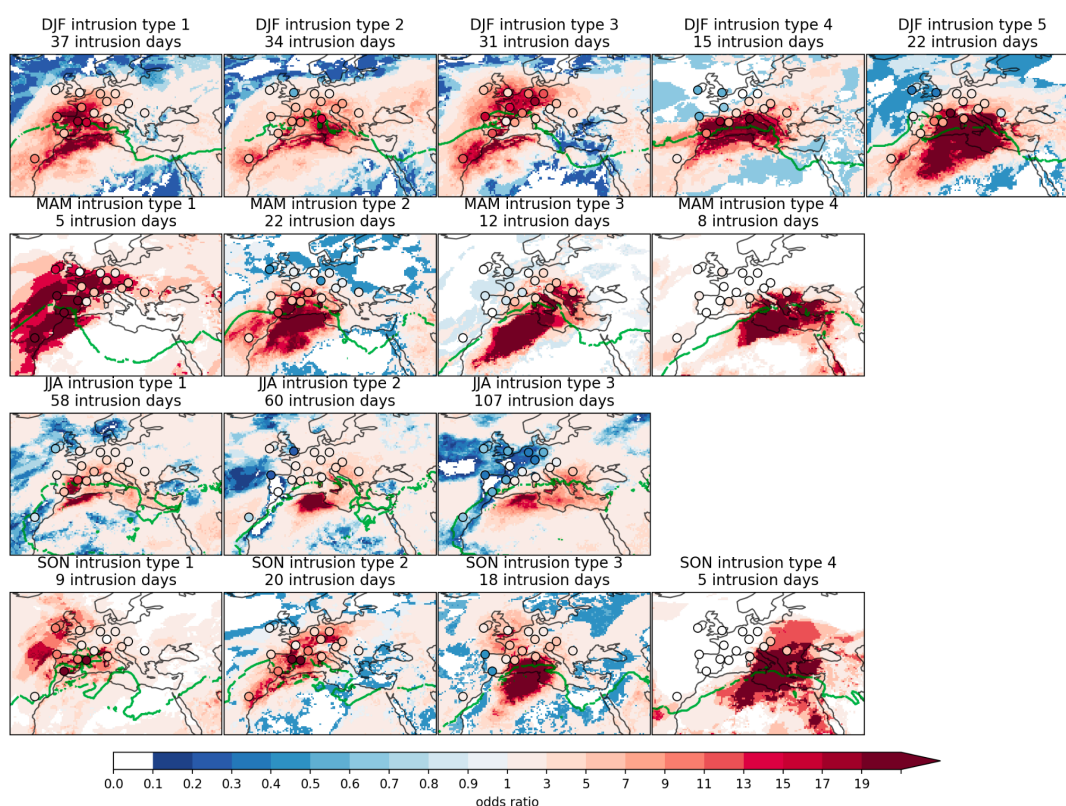 DJF intrusion type 1
37 intrusion days
DJF intrusion type 2
34 intrusion days
DJF intrusion type 3
31 intrusion days
DJF intrusion type 4
15 intrusion days
DJF intrusion type 5
22 intrusion days
MAM intrusion type 1
5 intrusion days
MAM intrusion type 2
22 intrusion days
MAM intrusion type 3
12 intrusion days
MAM intrusion type 4
8 intrusion days
JJA intrusion type 1
58 intrusion days
JJA intrusion type 2
60 intrusion days
JJA intrusion type 3
107 intrusion days
SON intrusion type 1
9 intrusion days
SON intrusion type 2
20 intrusion days
SON intrusion type 3
18 intrusion days
SON intrusion type 4
5 intrusion days
0.0 0.1 0.2 0.3 0.4 0.5 0.6 0.7 0.8 0.9 1 3 5 7 9 11 13 15 17 19
odds ratio